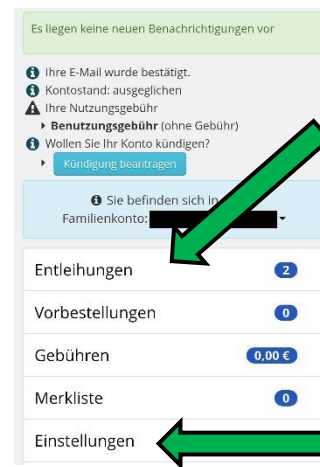 Es liegen keine neuen Benachrichtigungen vor
Ihre E-Mail wurde bestätigt.
Kontostand: ausgeglichen
Ihre Nutzungsgebühr
Benutzungsgebühr (ohne Gebühr)
Wollen Sie Ihr Konto kündigen?
Kündigung beantragen
Sie befinden sich in
Familienkonto:
Entleihungen 2
Vorbestellungen 0
Gebühren 0,00 €
Merkliste 0
Einstellungen